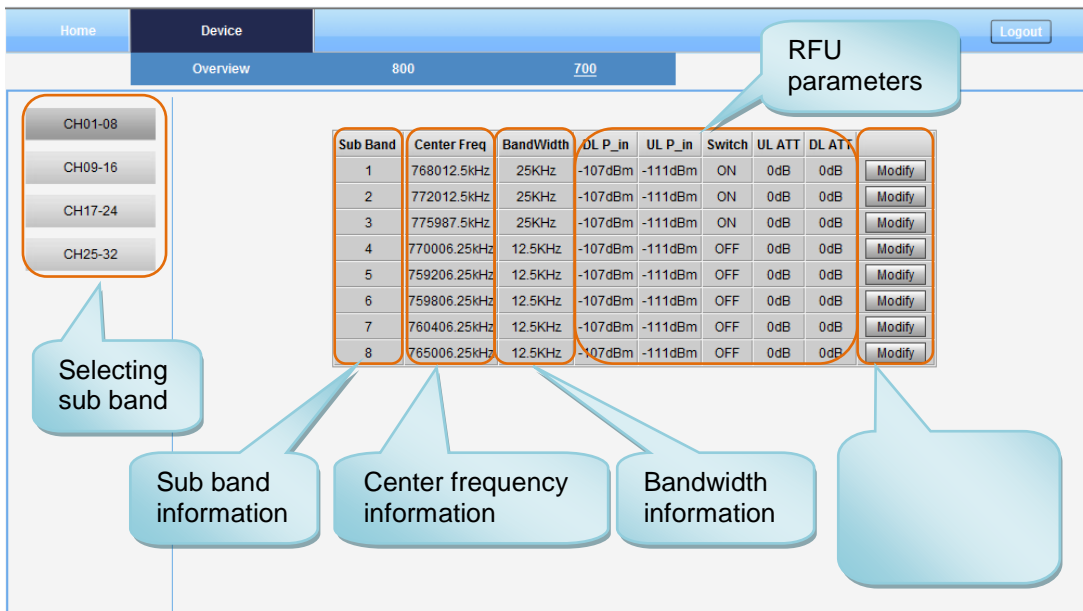 Home Device Logout
Overview 800 700
RFU
parameters
CH01-08
CH09-16
CH17-24
CH25-32
Sub Band Center Freq BandWidth DL P_in UL P_in Switch UL ATT DL ATT
1 768012.5kHz 25KHz -107dBm -111dBm ON 0dB 0dB Modify
2 772012.5kHz 25KHz -107dBm -111dBm ON 0dB 0dB Modify
3 775987.5kHz 25KHz -107dBm -111dBm ON 0dB 0dB Modify
4 770006.25kHz 12.5KHz -107dBm -111dBm OFF 0dB 0dB Modify
5 759206.25kHz 12.5KHz -107dBm -111dBm OFF 0dB 0dB Modify
6 759806.25kHz 12.5KHz -107dBm -111dBm OFF 0dB 0dB Modify
7 760406.25kHz 12.5KHz -107dBm -111dBm OFF 0dB 0dB Modify
8 765006.25kHz 12.5KHz -107dBm -111dBm OFF 0dB 0dB Modify
Selecting
sub band
Sub band
information
Center frequency
information
Bandwidth
information